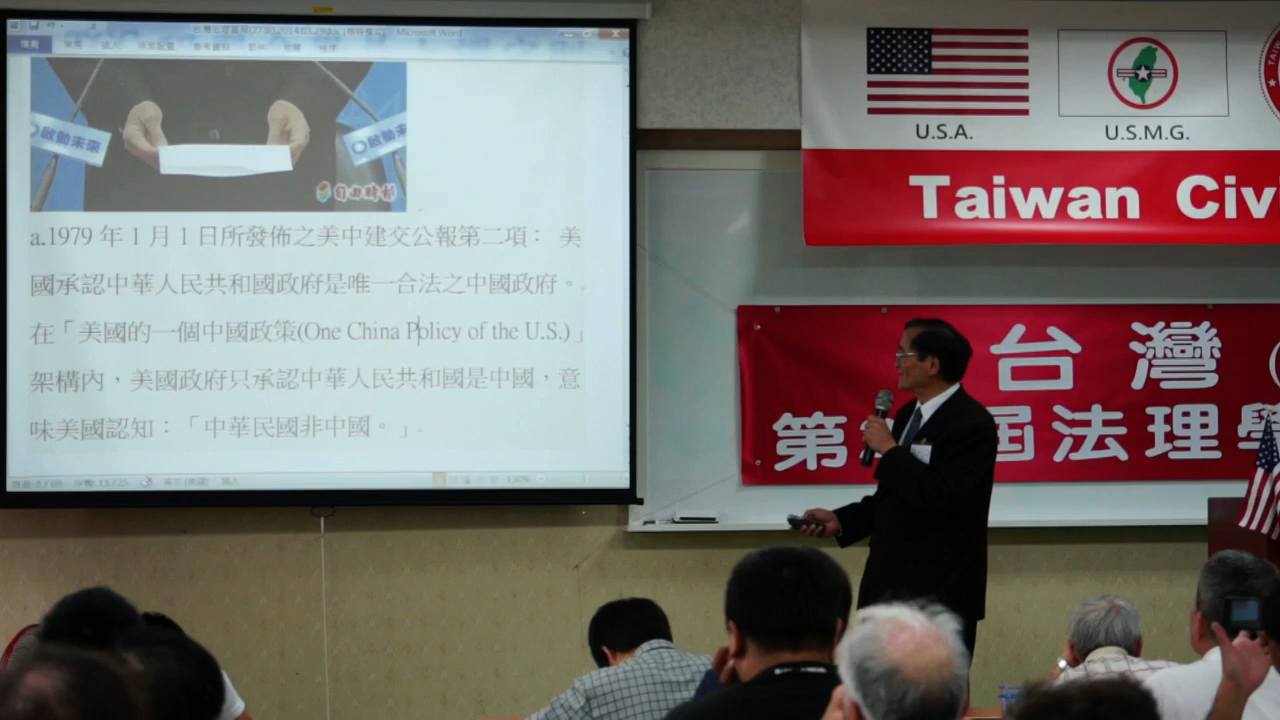 Microsoft Word
啟動未來
啟動未來
自由時報
a.1979 年 1 月 1 日所發佈之美中建交公報第二項： 美
國承認中華人民共和國政府是唯一合法之中國政府。
在「美國的一個中國政策(One China Policy of the U.S.)」
架構內，美國政府只承認中華人民共和國是中國，意
味美國認知：「中華民國非中國。」
130%
U.S.A.
U.S.M.G.
Taiwan Civi
台灣
第 屆法理學